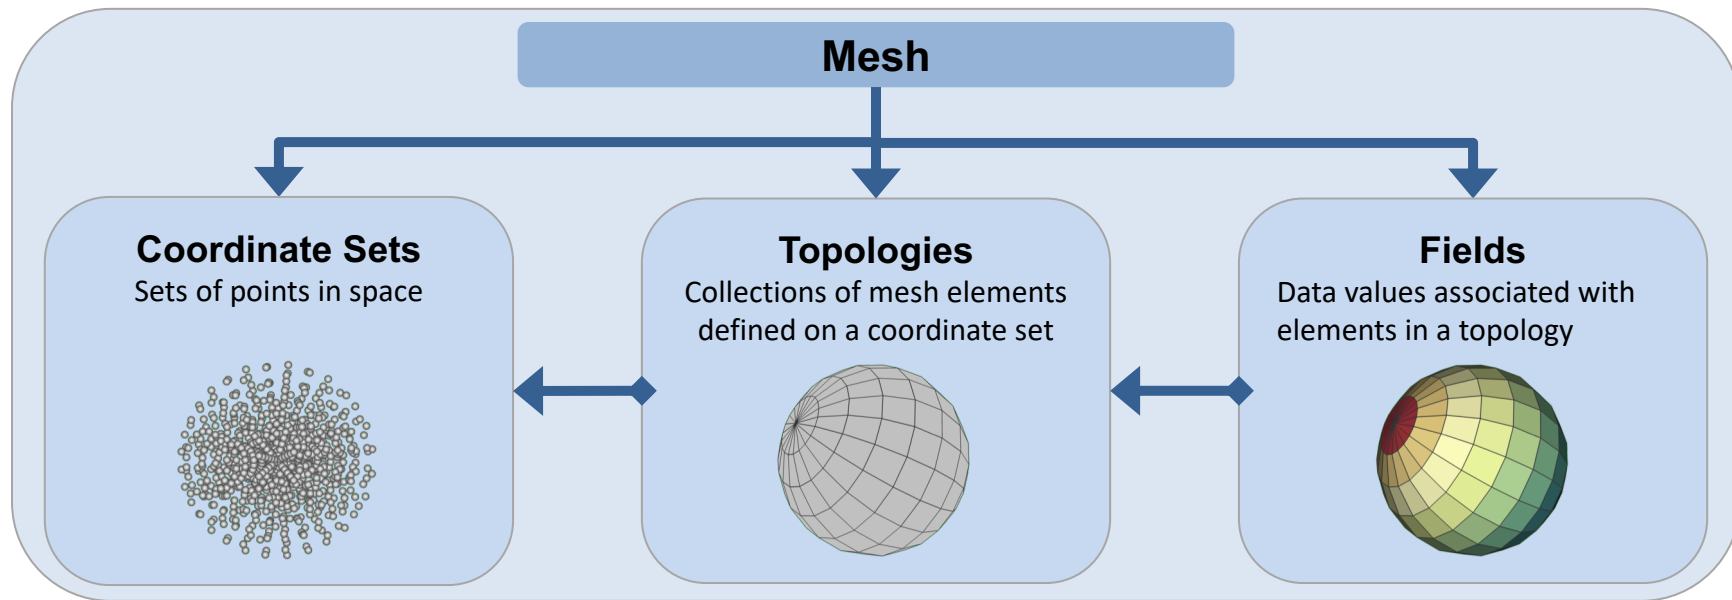 Mesh
Coordinate Sets
Sets of points in space
Topologies
Collections of mesh elements
defined on a coordinate set
Fields
Data values associated with
elements in a topology